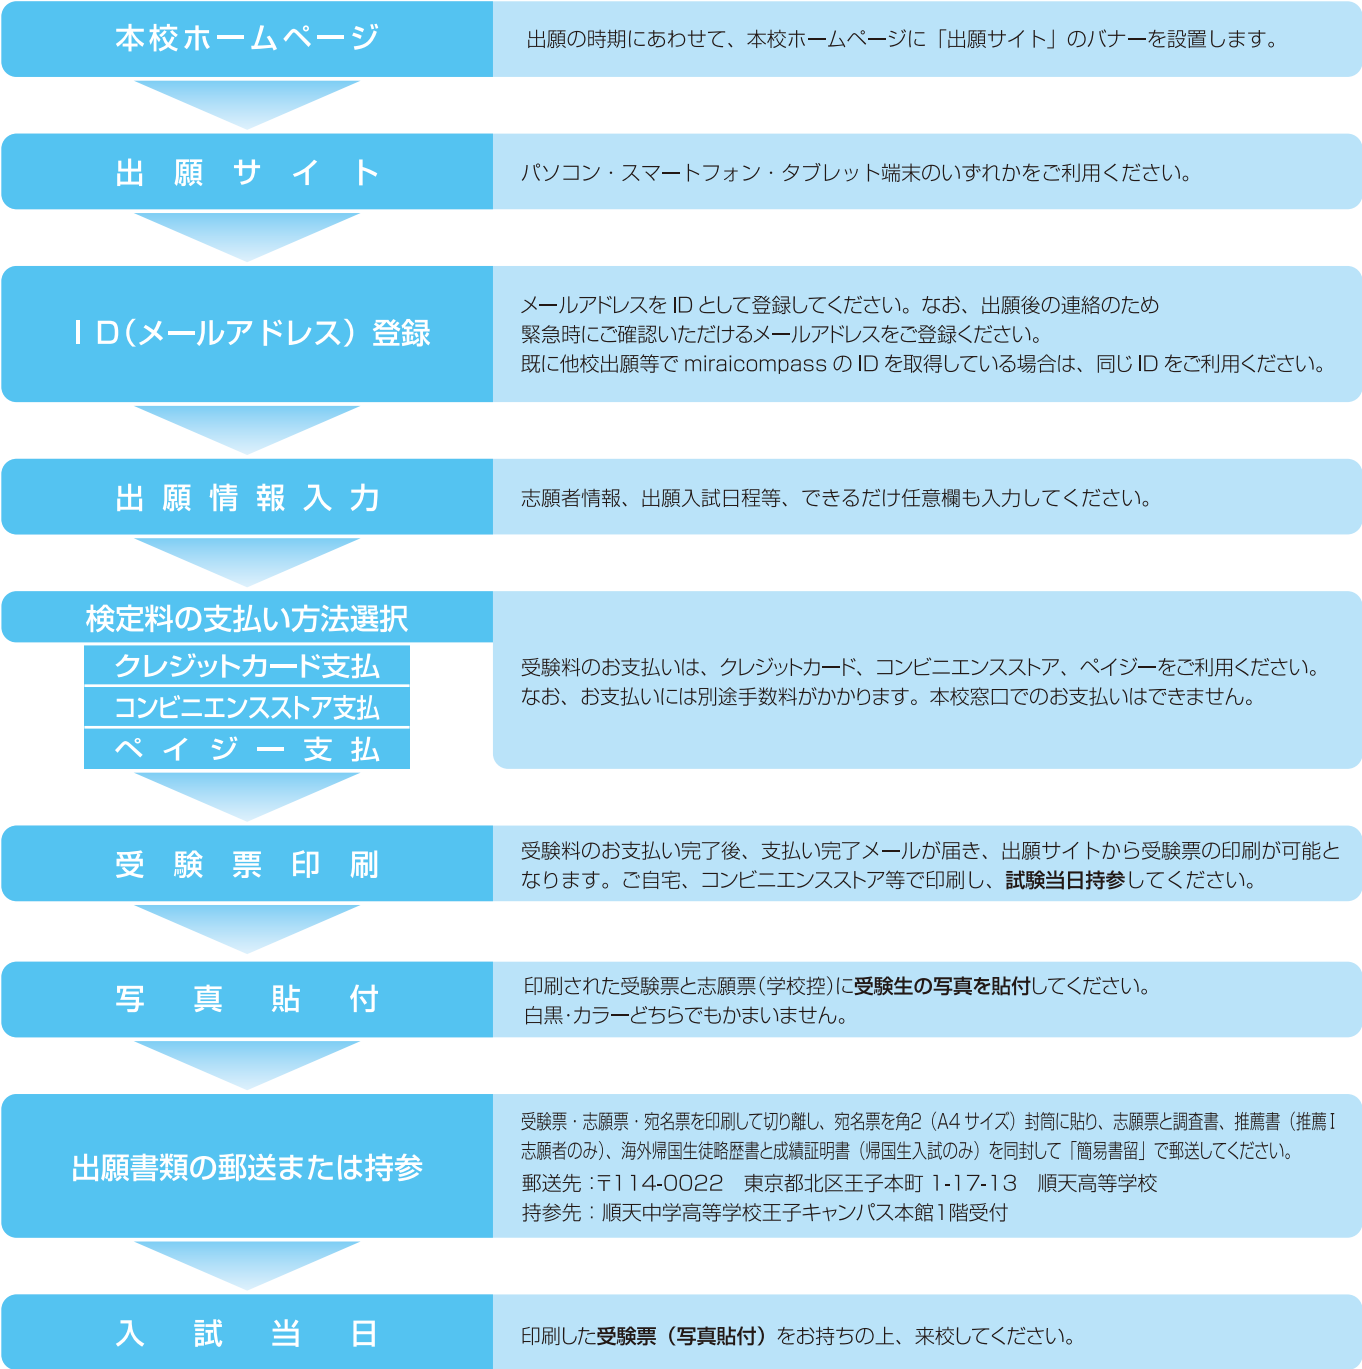 本校ホームページ
出願の時期にあわせて、本校ホームページに「出願サイト」のバナーを設置します。
出願サイト
パソコン・スマートフォン・タブレット端末のいずれかをご利用ください。
ＩＤ(メールアドレス）登録
メールアドレスを ID として登録してください。なお、出願後の連絡のため
緊急時にご確認いただけるメールアドレスをご登録ください。
既に他校出願等で miraicompass の ID を取得している場合は、同じ ID をご利用ください。
出願情報入力
志願者情報、出願入試日程等、できるだけ任意欄も入力してください。
検定料の支払い方法選択
クレジットカード支払
コンビニエンスストア支払
ペイジー支払
受験料のお支払いは、クレジットカード、コンビニエンスストア、ペイジーをご利用ください。
なお、お支払いには別途手数料がかかります。本校窓口でのお支払いはできません。
受験票印刷
受験料のお支払い完了後、支払い完了メールが届き、出願サイトから受験票の印刷が可能と
なります。ご自宅、コンビニエンスストア等で印刷し、試験当日持参してください。
写真貼付
印刷された受験票と志願票(学校控)に受験生の写真を貼付してください。
白黒・カラーどちらでもかまいません。
出願書類の郵送または持参
受験票・志願票・宛名票を印刷して切り離し、宛名票を角2（A4 サイズ）封筒に貼り、志願票と調査書、推薦書（推薦Ⅰ
志願者のみ）、海外帰国生徒略歴書と成績証明書（帰国生入試のみ）を同封して「簡易書留」で郵送してください。
郵送先：〒114-0022　東京都北区王子本町 1-17-13　順天高等学校
持参先：順天中学高等学校王子キャンパス本館1階受付
入試当日
印刷した受験票（写真貼付）をお持ちの上、来校してください。